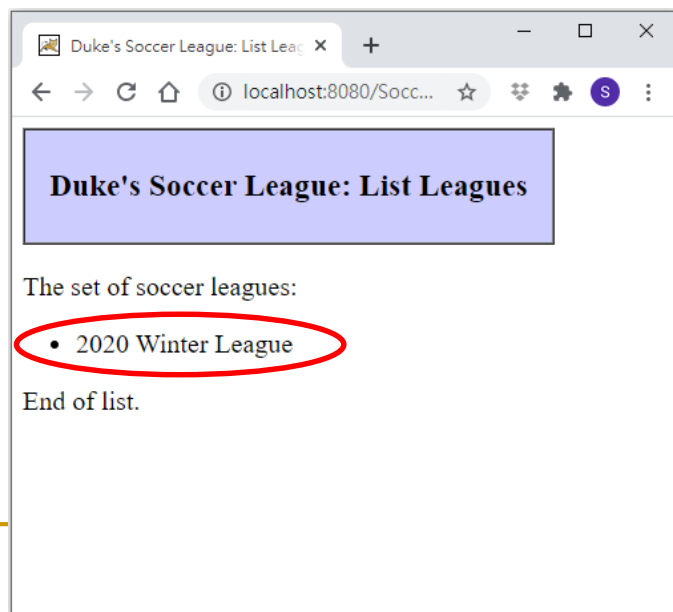 Duke's Soccer League: List Leag
localhost:8080/Socc...
S
Duke's Soccer League: List Leagues
The set of soccer leagues:
• 2020 Winter League
End of list.